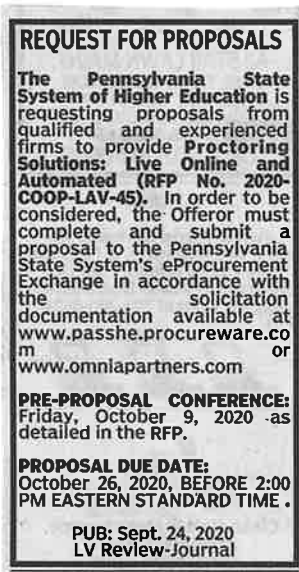 REQUEST FOR PROPOSALS
The Pennsylvania State
System of Higher Education is
requesting proposals from
qualified and experienced
firms to provide Proctoring
Solutions: Live Online and
Automated (RFP No. 2020-
COOP-LAV-45). In order to be
considered, the Offeror must
complete and submit a
proposal to the Pennsylvania
State System's eProcurement
Exchange in accordance with
the solicitation
documentation available at
www.passhe.procureware.co
m or
www.omniapartners.com
PRE-PROPOSAL CONFERENCE:
Friday, October 9, 2020 as
detailed in the RFP.
PROPOSAL DUE DATE:
October 26, 2020, BEFORE 2:00
PM EASTERN STANDARD TIME .
PUB: Sept. 24, 2020
LV Review-Journal